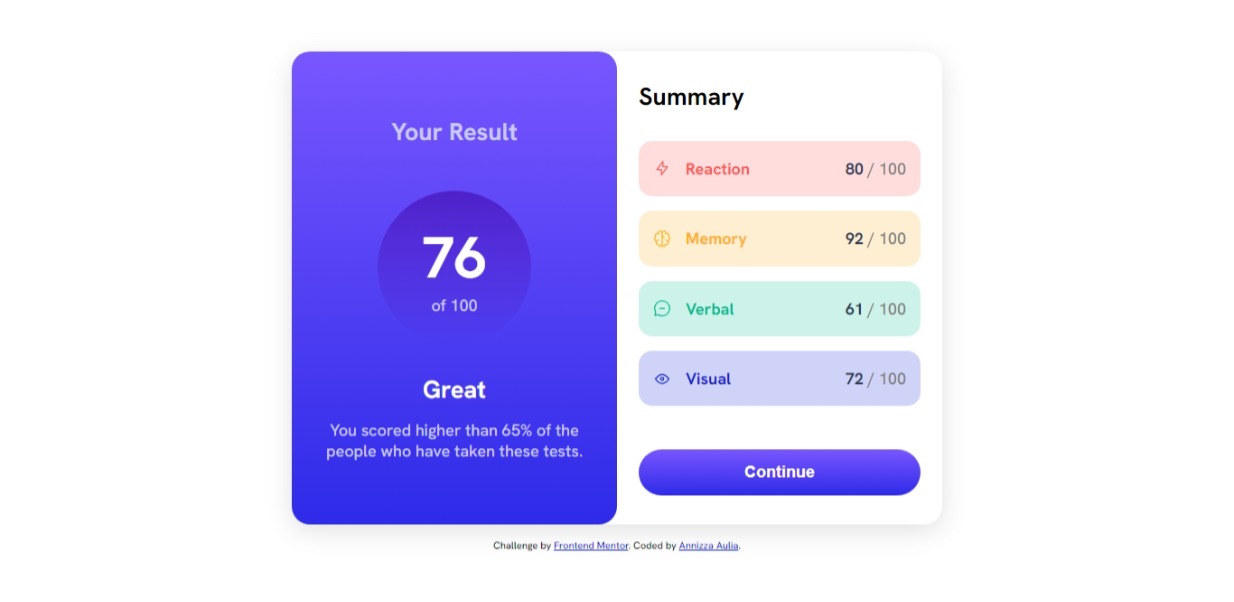 Your Result
76
of 100
Great
You scored higher than 65% of the
people who have taken these tests.
Summary
Reaction 80 / 100
Memory 92 / 100
Verbal 61 / 100
Visual 72 / 100
Continue
Challenge by Frontend Mentor. Coded by Annizza Aulia.